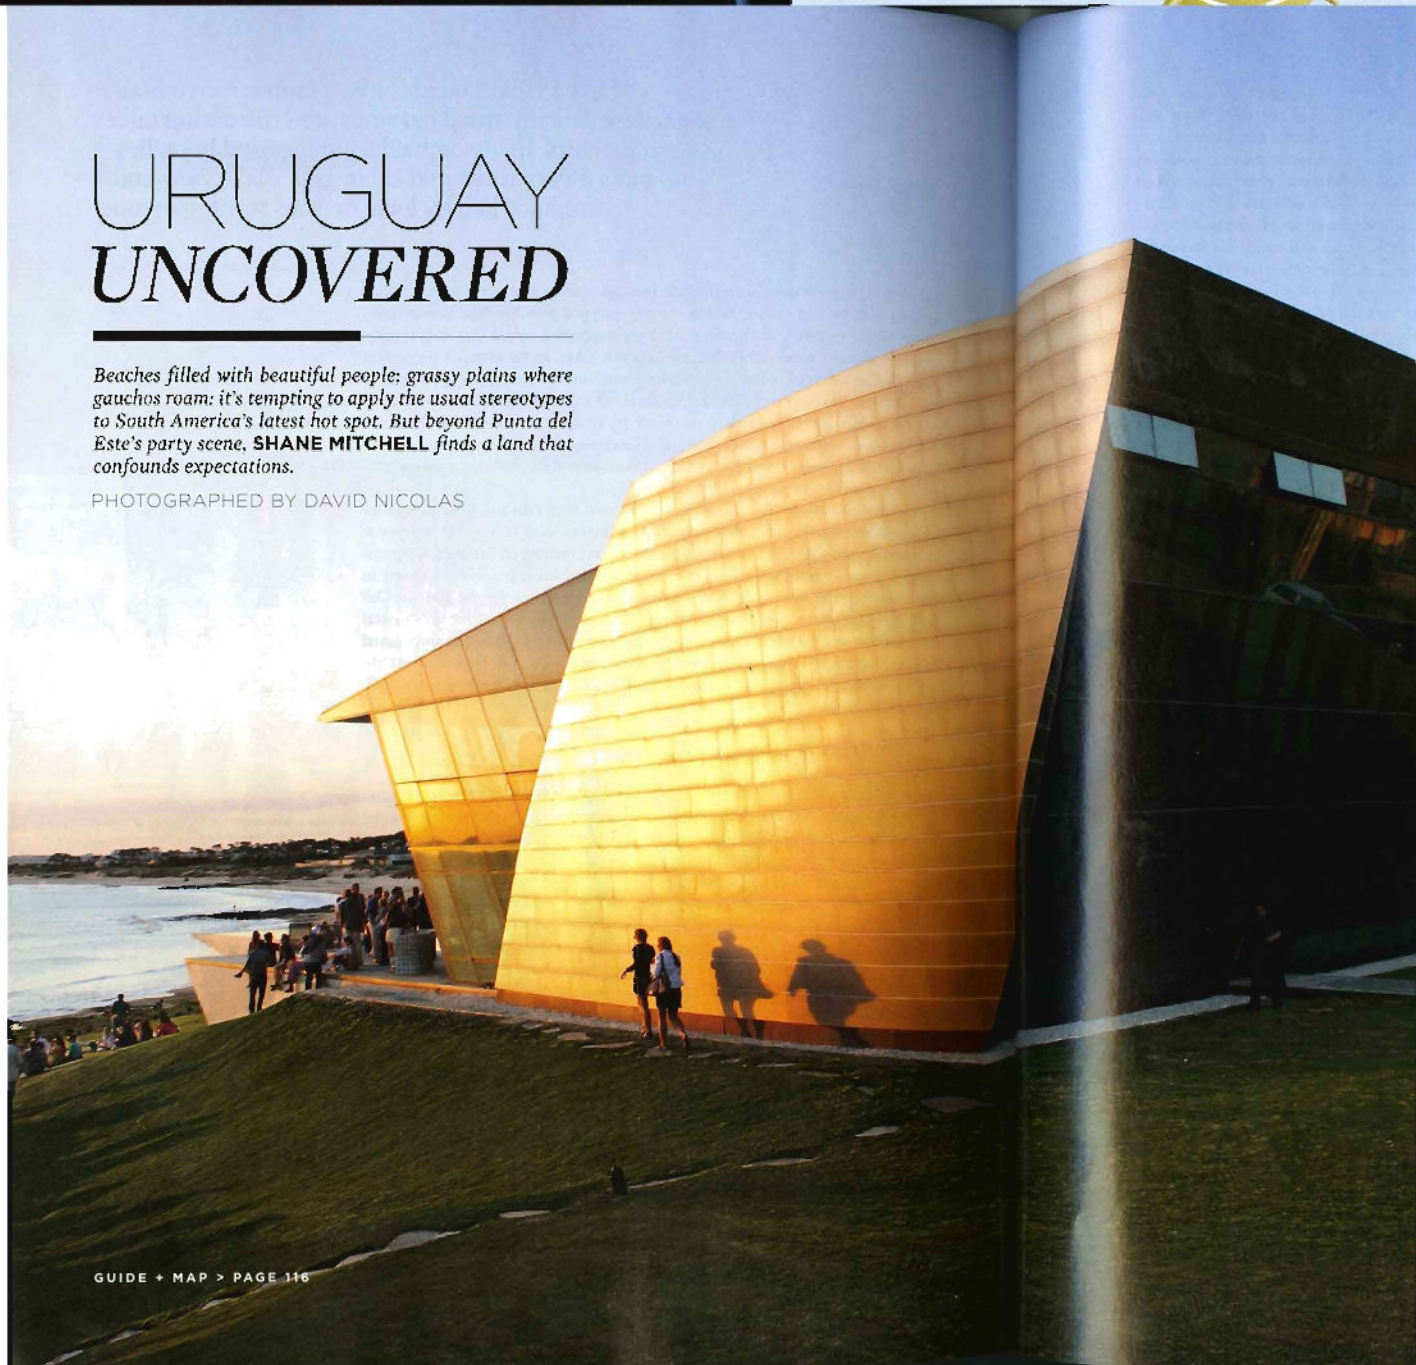 URUGUAY
UNCOVERED
Beaches filled with beautiful people; grassy plains where
gauchos roam: it's tempting to apply the usual stereotypes
to South America's latest hot spot. But beyond Punta del
Este's party scene, SHANE MITCHELL finds a land that
confounds expectations.
PHOTOGRAPHED BY DAVID NICOLAS
GUIDE + MAP > PAGE 116